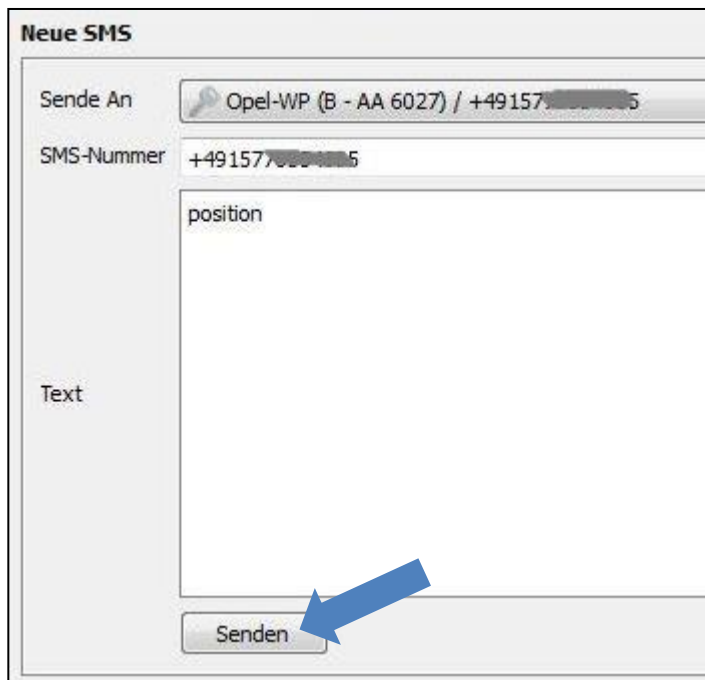 Neue SMS
Sende An Opel-WP (B - AA 6027) / +49157
SMS-Nummer +49157
position
Text
Senden